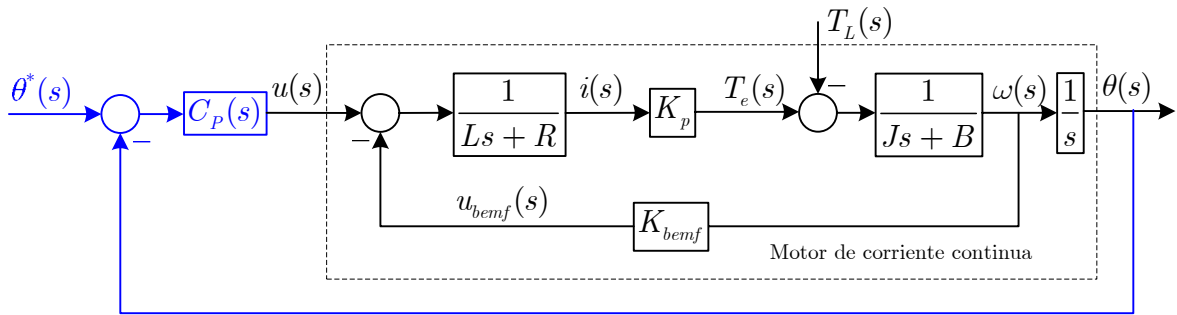 T_L(s)
θ*(s) C_P(s) u(s) 1/(Ls + R) i(s) K_p T_e(s) 1/(Js + B) ω(s) 1/s θ(s)
− − −
u_bemf(s) K_bemf
Motor de corriente continua